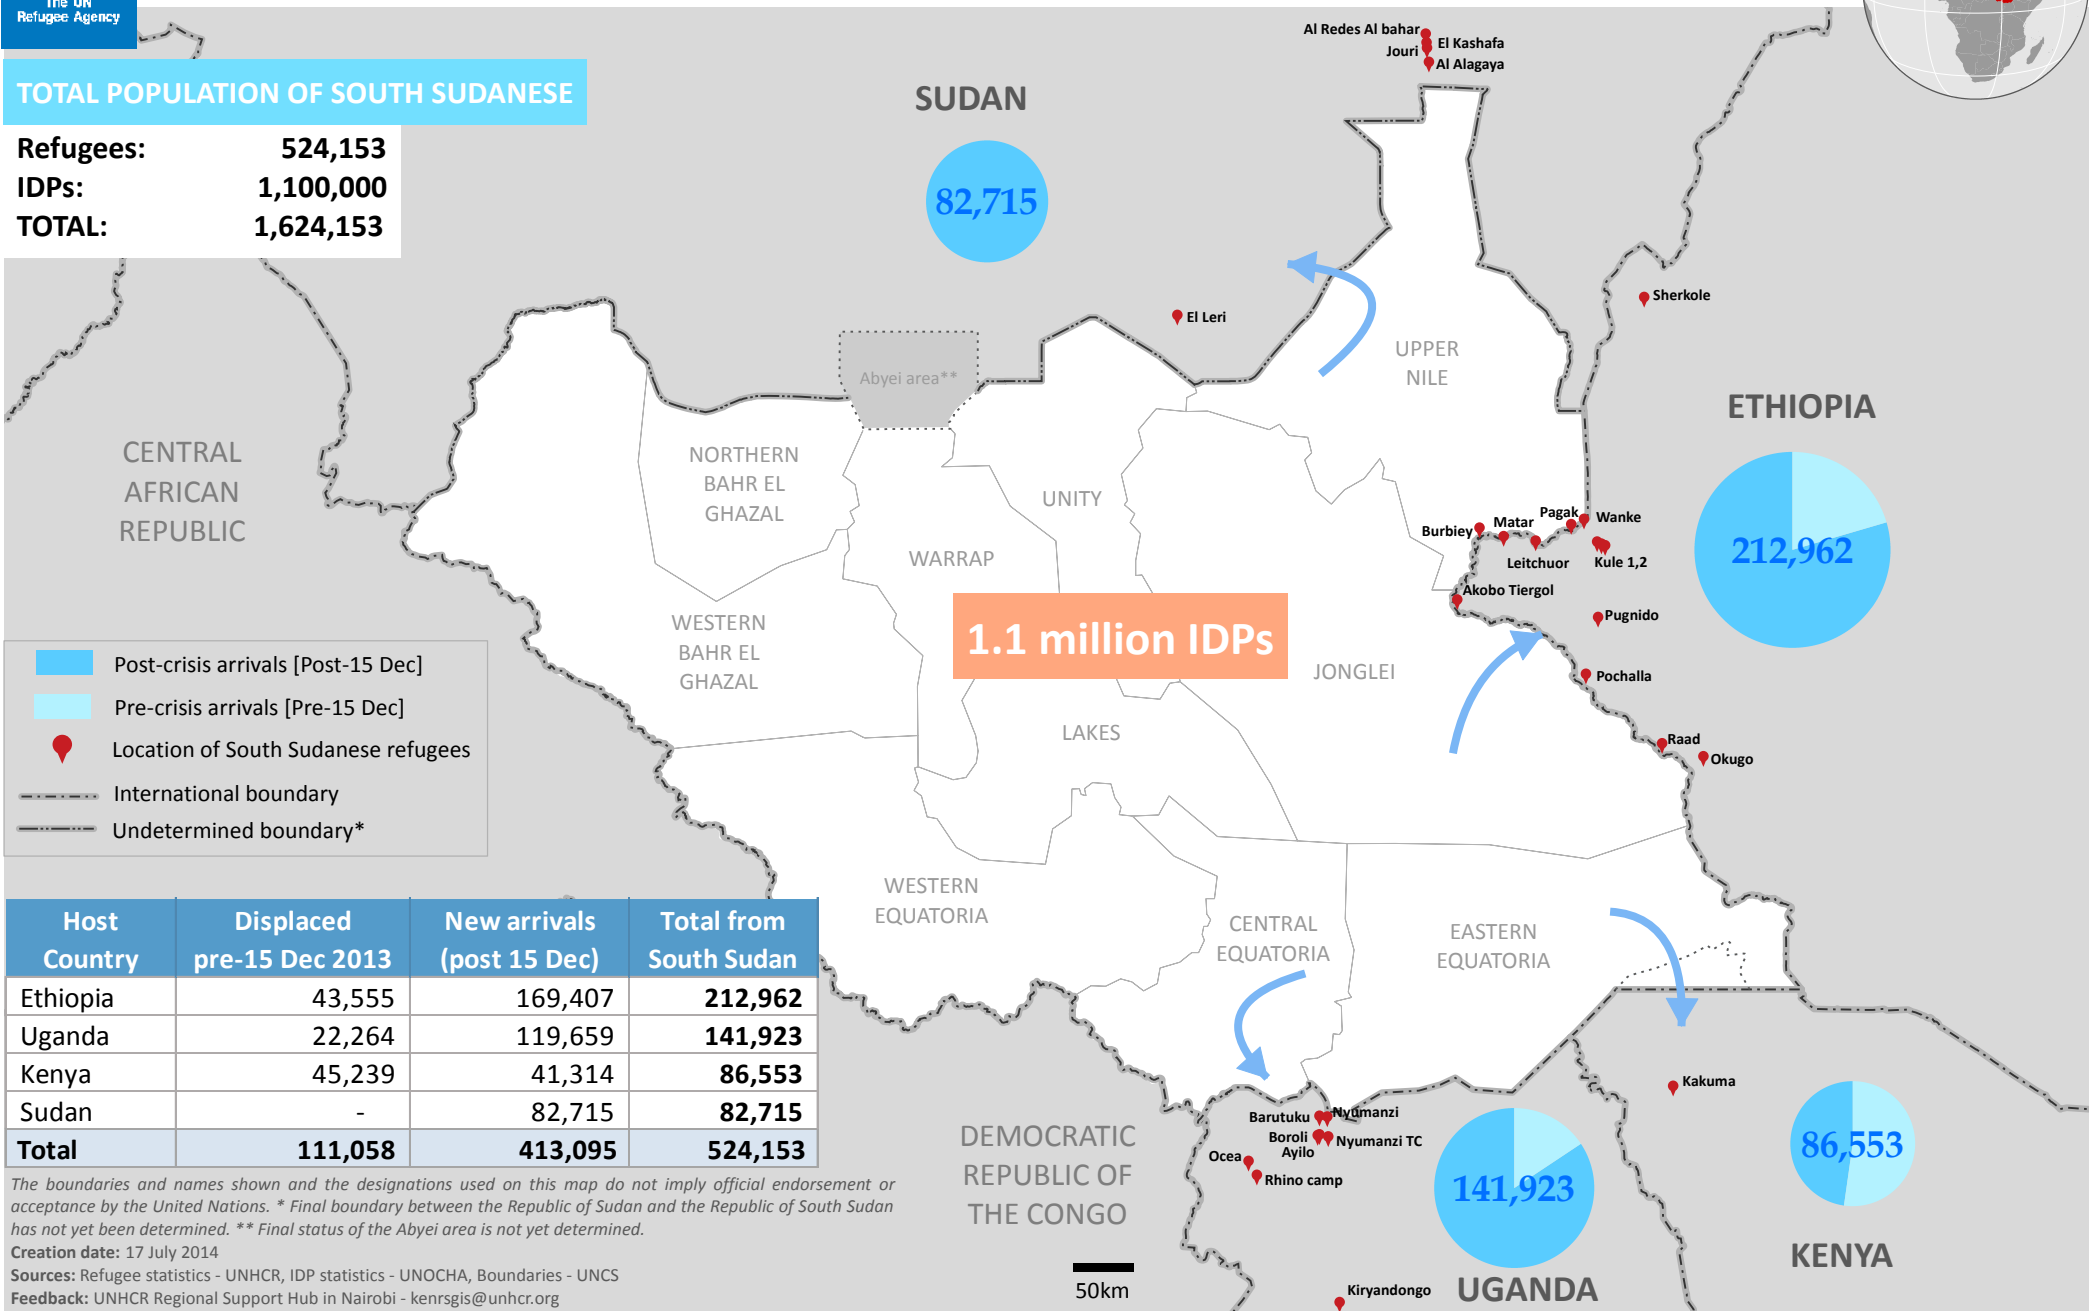 The UN
Refugee Agency
TOTAL POPULATION OF SOUTH SUDANESE
Refugees: 524,153
IDPs: 1,100,000
TOTAL: 1,624,153
SUDAN
82,715
Al Redes Al bahar
El Kashafa
Jouri
Al Alagaya
El Leri
Sherkole
Abyei area**
UPPER
NILE
ETHIOPIA
212,962
CENTRAL
AFRICAN
REPUBLIC
NORTHERN
BAHR EL
GHAZAL
UNITY
WARRAP
WESTERN
BAHR EL
GHAZAL
1.1 million IDPs
JONGLEI
LAKES
Burbiey
Matar
Pagak
Wanke
Leitchuor
Kule 1,2
Akobo Tiergol
Pugnido
Pochalla
Raad
Okugo
Post-crisis arrivals [Post-15 Dec]
Pre-crisis arrivals [Pre-15 Dec]
Location of South Sudanese refugees
International boundary
Undetermined boundary*
WESTERN
EQUATORIA
CENTRAL
EQUATORIA
EASTERN
EQUATORIA
Host Country Displaced pre-15 Dec 2013 New arrivals (post 15 Dec) Total from South Sudan
Ethiopia 43,555 169,407 212,962
Uganda 22,264 119,659 141,923
Kenya 45,239 41,314 86,553
Sudan - 82,715 82,715
Total 111,058 413,095 524,153
Kakuma
Barutuku
Nyumanzi
Boroli
Ayilo
Nyumanzi TC
Ocea
Rhino camp
DEMOCRATIC
REPUBLIC OF
THE CONGO
141,923
86,553
KENYA
UGANDA
Kiryandongo
50km
The boundaries and names shown and the designations used on this map do not imply official endorsement or
acceptance by the United Nations. * Final boundary between the Republic of Sudan and the Republic of South Sudan
has not yet been determined. ** Final status of the Abyei area is not yet determined.
Creation date: 17 July 2014
Sources: Refugee statistics - UNHCR, IDP statistics - UNOCHA, Boundaries - UNCS
Feedback: UNHCR Regional Support Hub in Nairobi - kenrsgis@unhcr.org